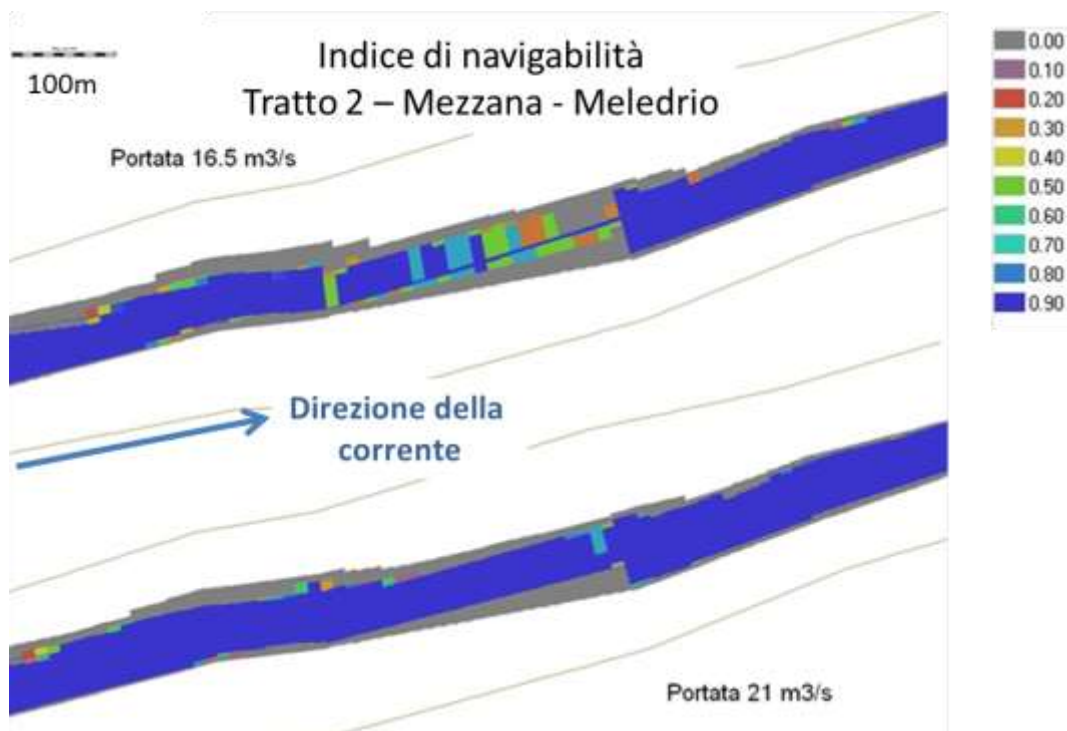 Indice di navigabilità
Tratto 2 – Mezzana - Meledrio
100m
Portata 16.5 m3/s
0.00
0.10
0.20
0.30
0.40
0.50
0.60
0.70
0.80
0.90
Direzione della
corrente
Portata 21 m3/s